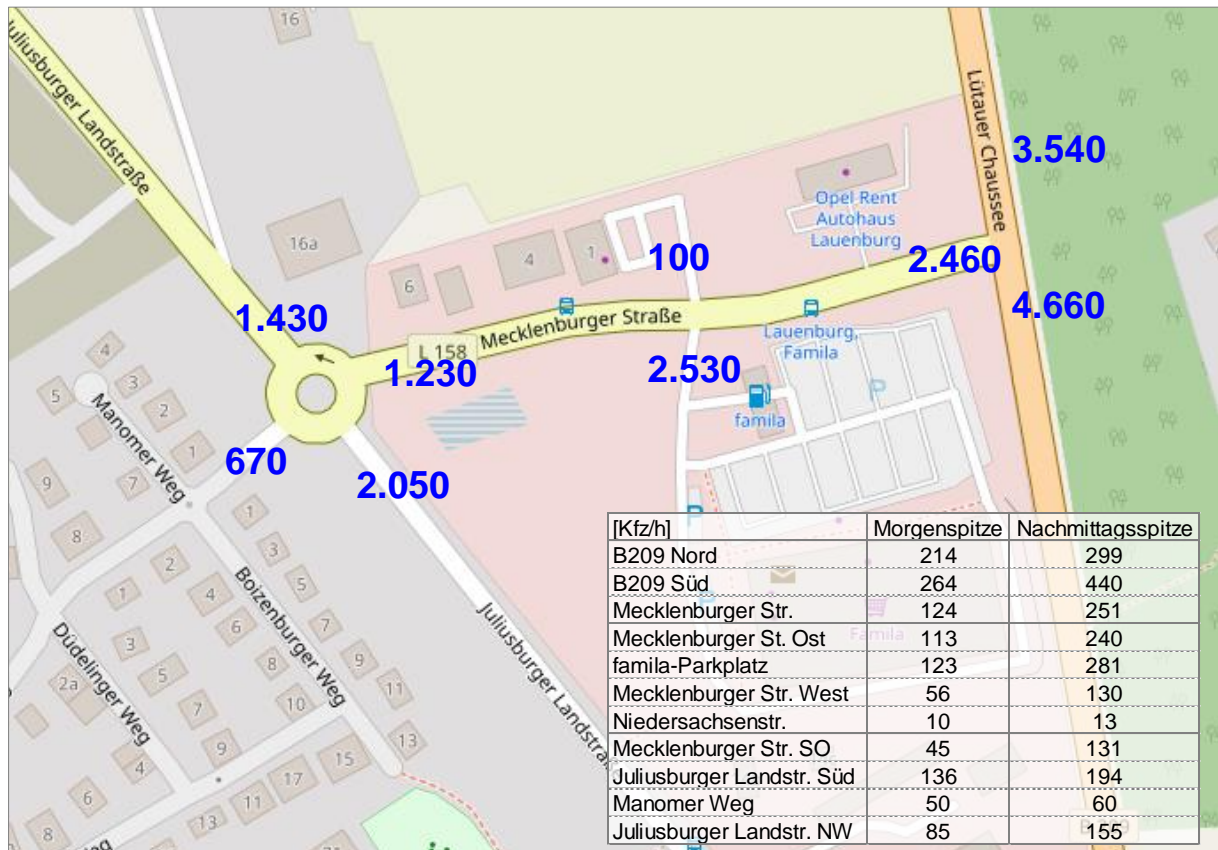 16
Juliusburger Landstraße
Lütauer Chaussee
3.540
Opel Rent
Autohaus
Lauenburg
16a
4
1
100
2.460
6
1.430
Mecklenburger Straße
4.660
L 158
Lauenburg,
Famila
1.230
2.530
P
famila
4
3
5
2
Manomer Weg
1
670
2.050
9
7
8
1
P
3
2
5
1
4
Boizenburger Weg
7
6
3
Düdelinger Weg
9
8
5
2a
11
7
10
Juliusburger Landstraße
9
13
4
15
17
6
11
13
8
[Kfz/h] Morgenspitze Nachmittagsspitze
B209 Nord 214 299
B209 Süd 264 440
Mecklenburger Str. 124 251
Mecklenburger St. Ost 113 240
Famila
famila-Parkplatz 123 281
Mecklenburger Str. West 56 130
Niedersachsenstr. 10 13
Mecklenburger Str. SO 45 131
Juliusburger Landstr. Süd 136 194
Manomer Weg 50 60
Juliusburger Landstr. NW 85 155